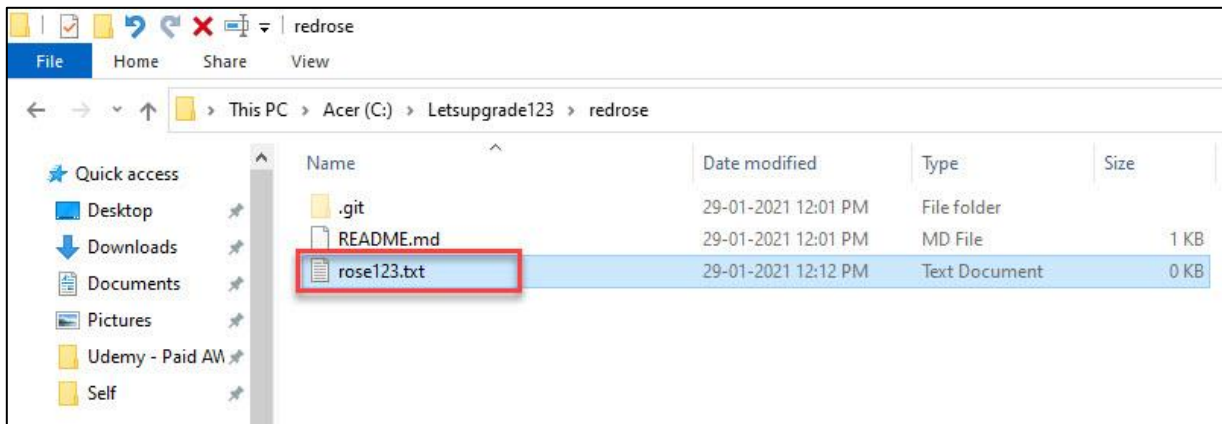 redrose
File Home Share View
This PC > Acer (C:) > Letsupgrade123 > redrose
Name Date modified Type Size
Quick access
Desktop
Downloads
Documents
Pictures
Udemy - Paid AW
Self
.git 29-01-2021 12:01 PM File folder
README.md 29-01-2021 12:01 PM MD File 1 KB
rose123.txt 29-01-2021 12:12 PM Text Document 0 KB